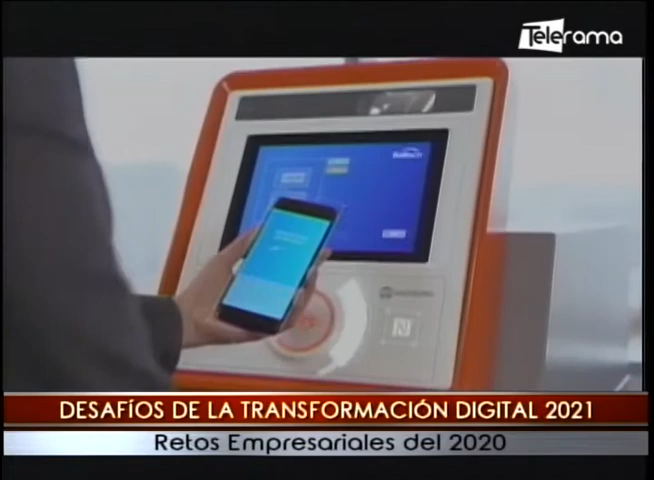 Telerama
DESAFÍOS DE LA TRANSFORMACIÓN DIGITAL 2021
Retos Empresariales del 2020